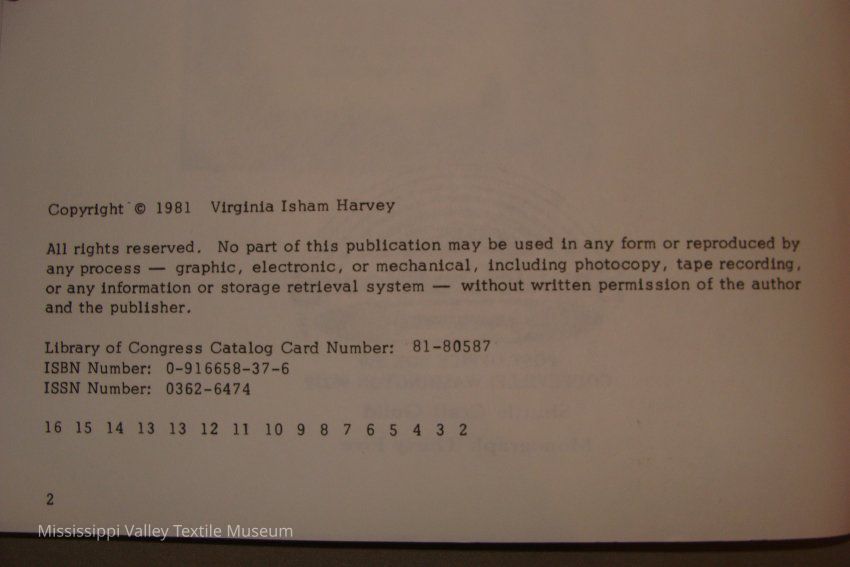 Copyright © 1981 Virginia Isham Harvey
All rights reserved. No part of this publication may be used in any form or reproduced by
any process — graphic, electronic, or mechanical, including photocopy, tape recording,
or any information or storage retrieval system — without written permission of the author
and the publisher.
Library of Congress Catalog Card Number: 81-80587
ISBN Number: 0-916658-37-6
ISSN Number: 0362-6474
16 15 14 13 13 12 11 10 9 8 7 6 5 4 3 2
2
Mississippi Valley Textile Museum